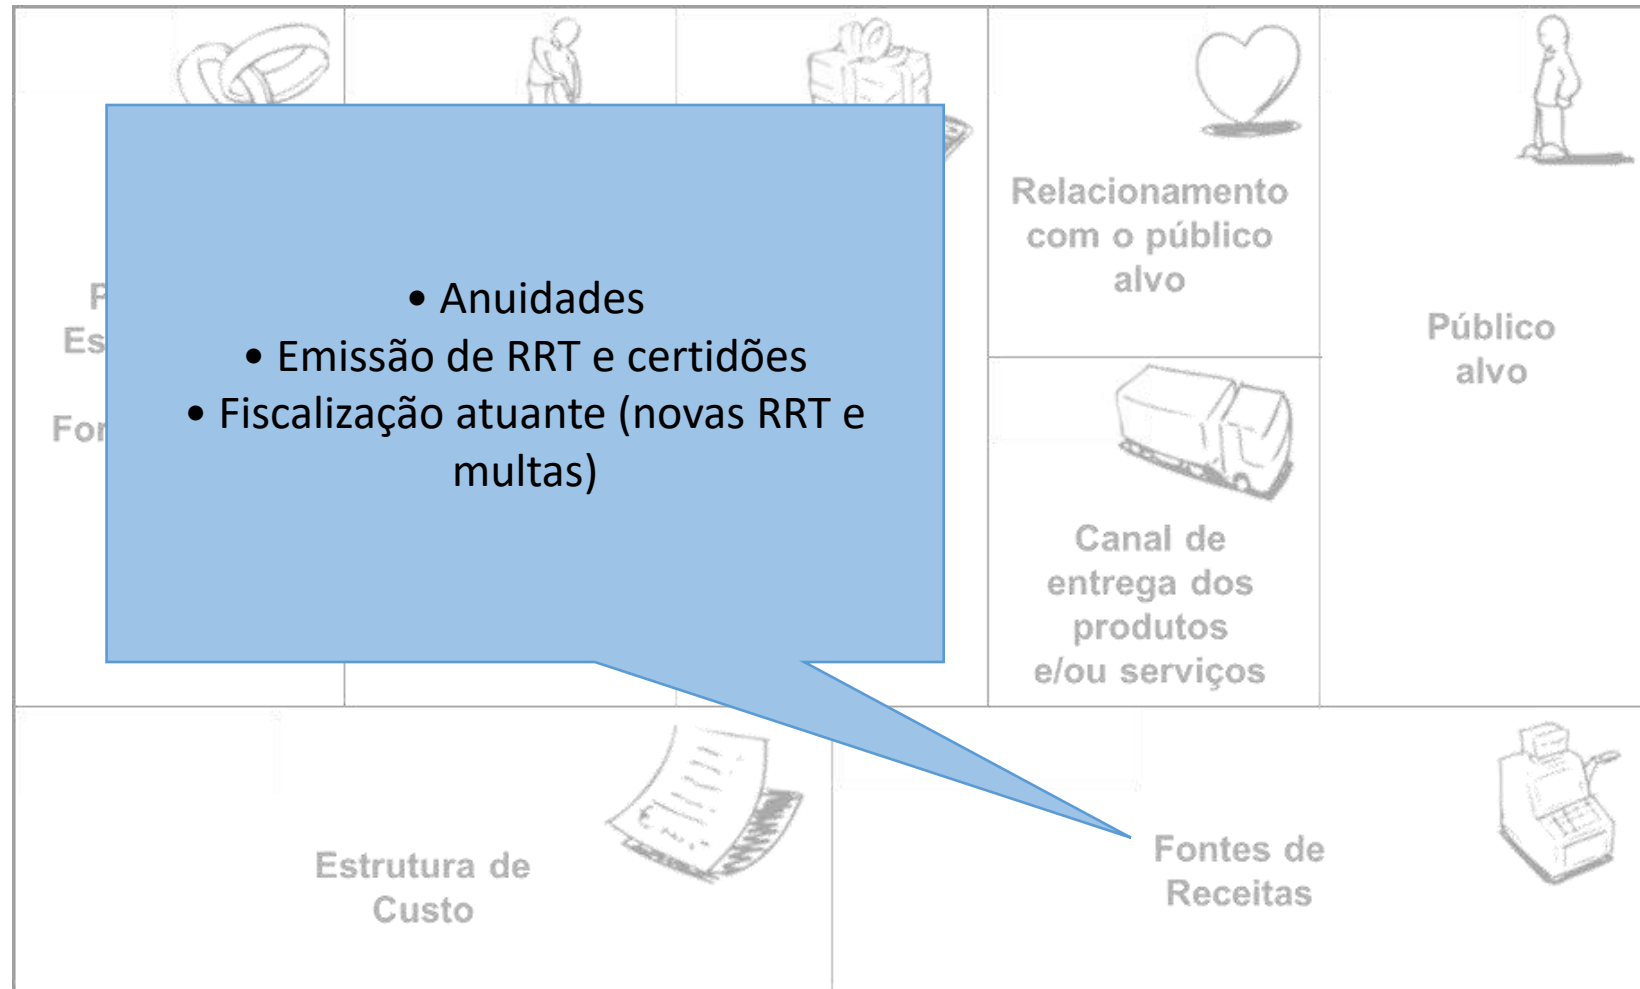 • Anuidades
• Emissão de RRT e certidões
• Fiscalização atuante (novas RRT e
multas)
Relacionamento
com o público
alvo
Público
alvo
Canal de
entrega dos
produtos
e/ou serviços
Estrutura de
Custo
Fontes de
Receitas